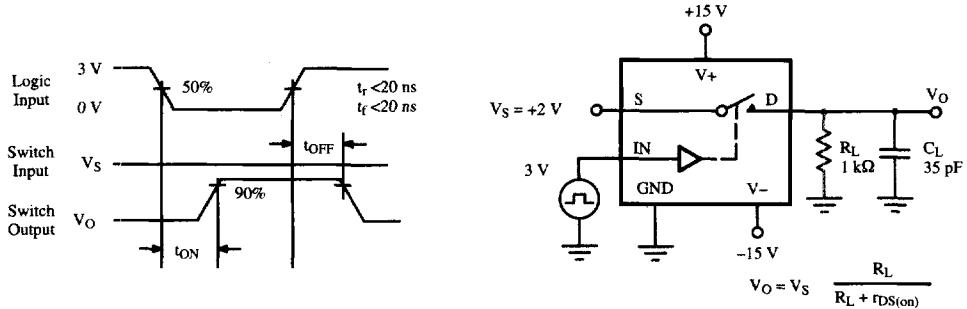 Logic Input
3 V
0 V
50%
tr <20 ns
tf <20 ns
Switch Input
VS
tOFF
Switch Output
VO
90%
tON
+15 V
V+
VS = +2 V
S
D
VO
IN
3 V
GND
V−
−15 V
RL
1 kΩ
CL
35 pF
VO = VS RL
RL + rDS(on)